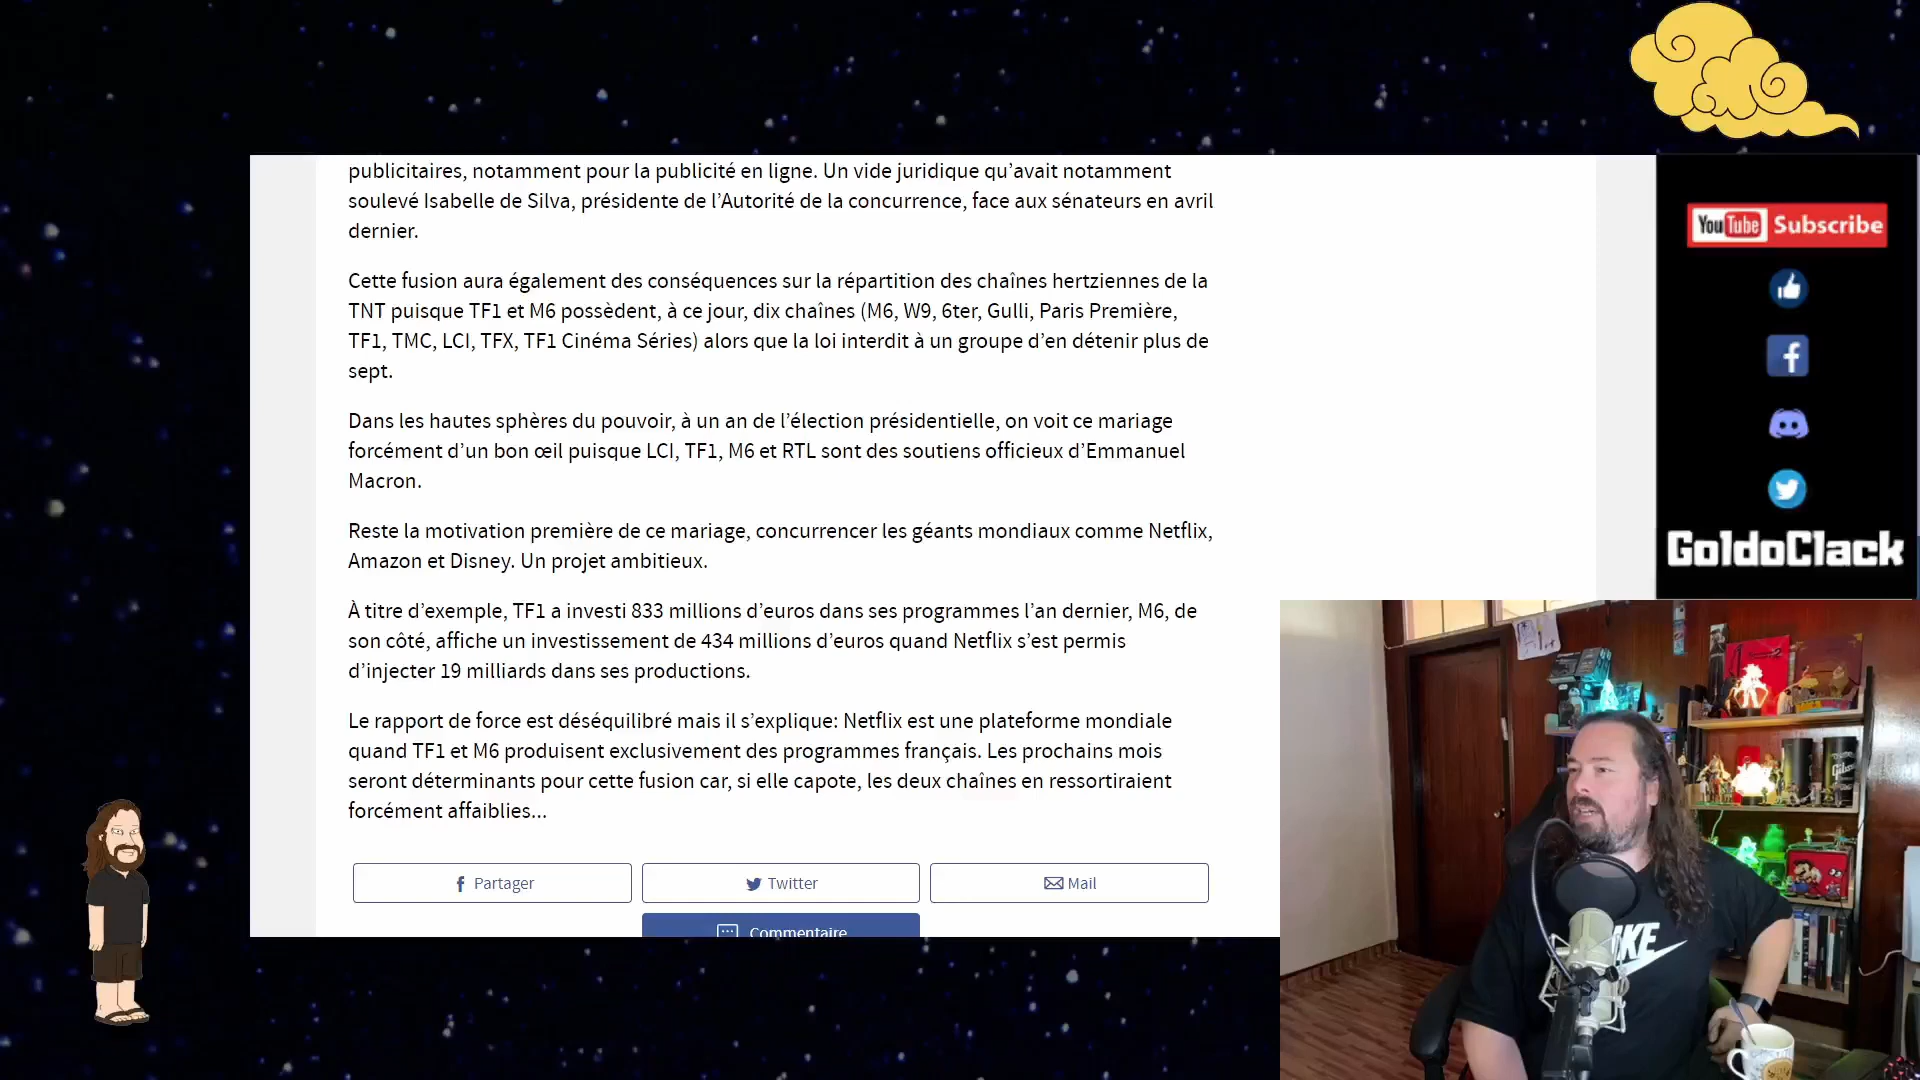 publicitaires, notamment pour la publicité en ligne. Un vide juridique qu’avait notamment
soulevé Isabelle de Silva, présidente de l’Autorité de la concurrence, face aux sénateurs en avril
dernier.
Cette fusion aura également des conséquences sur la répartition des chaînes hertziennes de la
TNT puisque TF1 et M6 possèdent, à ce jour, dix chaînes (M6, W9, 6ter, Gulli, Paris Première,
TF1, TMC, LCI, TFX, TF1 Cinéma Séries) alors que la loi interdit à un groupe d’en détenir plus de
sept.
Dans les hautes sphères du pouvoir, à un an de l’élection présidentielle, on voit ce mariage
forcément d’un bon œil puisque LCI, TF1, M6 et RTL sont des soutiens officieux d’Emmanuel
Macron.
Reste la motivation première de ce mariage, concurrencer les géants mondiaux comme Netflix,
Amazon et Disney. Un projet ambitieux.
À titre d’exemple, TF1 a investi 833 millions d’euros dans ses programmes l’an dernier, M6, de
son côté, affiche un investissement de 434 millions d’euros quand Netflix s’est permis
d’injecter 19 milliards dans ses productions.
Le rapport de force est déséquilibré mais il s’explique: Netflix est une plateforme mondiale
quand TF1 et M6 produisent exclusivement des programmes français. Les prochains mois
seront déterminants pour cette fusion car, si elle capote, les deux chaînes en ressortiraient
forcément affaiblies...
Partager
Twitter
Mail
Commentaire
YouTube Subscribe
GoldoClack